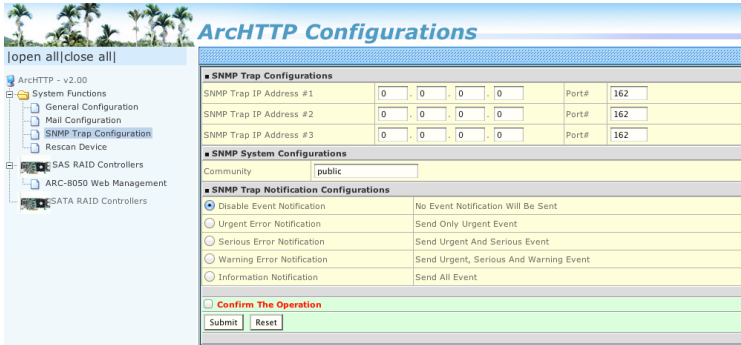 ArcHTTP Configurations
|open all|close all|
ArcHTTP - v2.00
System Functions
General Configuration
Mail Configuration
SNMP Trap Configuration
Rescan Device
SAS RAID Controllers
ARC-8050 Web Management
SATA RAID Controllers
SNMP Trap Configurations
SNMP Trap IP Address #1 0 . 0 . 0 . 0 Port# 162
SNMP Trap IP Address #2 0 . 0 . 0 . 0 Port# 162
SNMP Trap IP Address #3 0 . 0 . 0 . 0 Port# 162
SNMP System Configurations
Community public
SNMP Trap Notification Configurations
Disable Event Notification No Event Notification Will Be Sent
Urgent Error Notification Send Only Urgent Event
Serious Error Notification Send Urgent And Serious Event
Warning Error Notification Send Urgent, Serious And Warning Event
Information Notification Send All Event
Confirm The Operation
Submit Reset